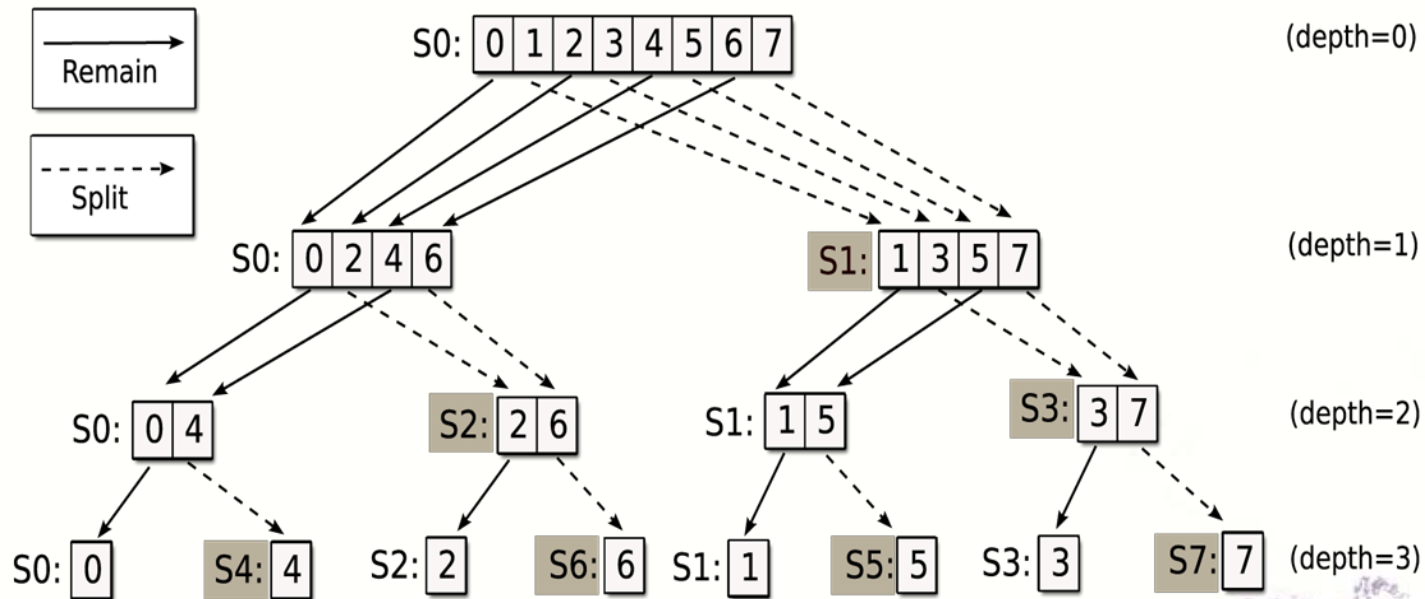 Remain
Split
S0: 0 1 2 3 4 5 6 7 (depth=0)
S0: 0 2 4 6 S1: 1 3 5 7 (depth=1)
S0: 0 4 S2: 2 6 S1: 1 5 S3: 3 7 (depth=2)
S0: 0 S4: 4 S2: 2 S6: 6 S1: 1 S5: 5 S3: 3 S7: 7 (depth=3)